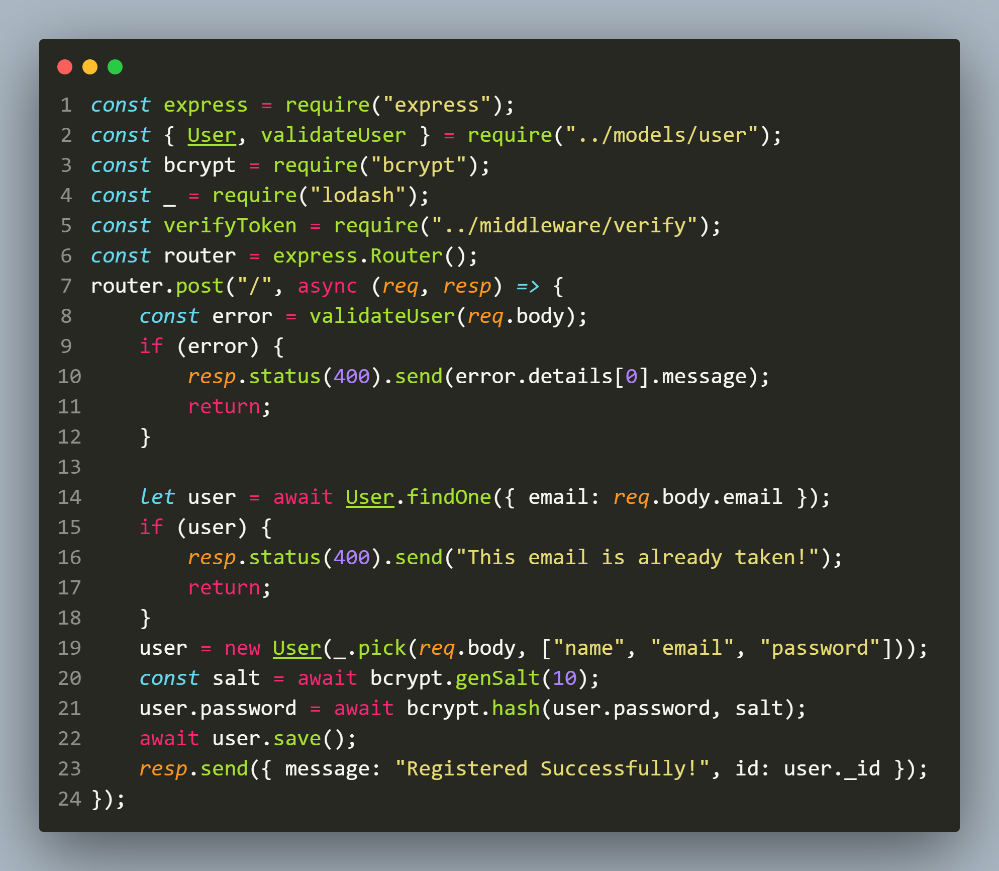 1 const express = require("express");
2 const { User, validateUser } = require("../models/user");
3 const bcrypt = require("bcrypt");
4 const _ = require("lodash");
5 const verifyToken = require("../middleware/verify");
6 const router = express.Router();
7 router.post("/", async (req, resp) => {
8     const error = validateUser(req.body);
9     if (error) {
10         resp.status(400).send(error.details[0].message);
11         return;
12     }
13
14     let user = await User.findOne({ email: req.body.email });
15     if (user) {
16         resp.status(400).send("This email is already taken!");
17         return;
18     }
19     user = new User(_.pick(req.body, ["name", "email", "password"]));
20     const salt = await bcrypt.genSalt(10);
21     user.password = await bcrypt.hash(user.password, salt);
22     await user.save();
23     resp.send({ message: "Registered Successfully!", id: user._id });
24 });